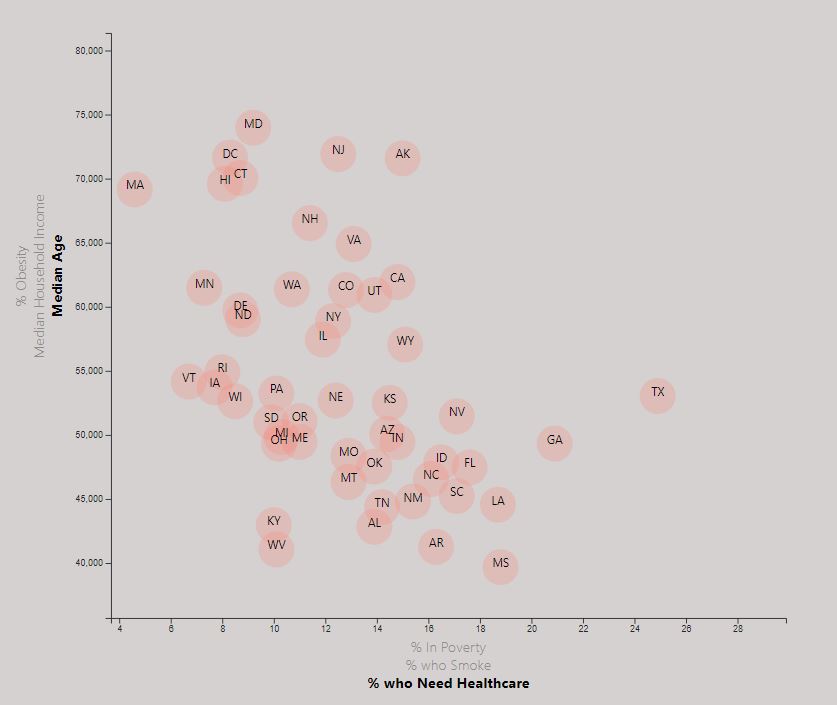 80,000
75,000
70,000
65,000
60,000
55,000
50,000
45,000
40,000
% Obesity
Median Household Income
Median Age
MD
NJ
DC
AK
CT
HI
MA
NH
VA
CA
MN
WA
CO
UT
DE
ND
NY
IL
WY
RI
VT
IA
PA
TX
WI
NE
KS
NV
SD
OR
AZ
MI
IN
ME
OH
GA
MO
ID
OK
FL
NC
MT
SC
NM
LA
TN
KY
AL
AR
WV
MS
4 6 8 10 12 14 16 18 20 22 24 26 28
% In Poverty
% who Smoke
% who Need Healthcare